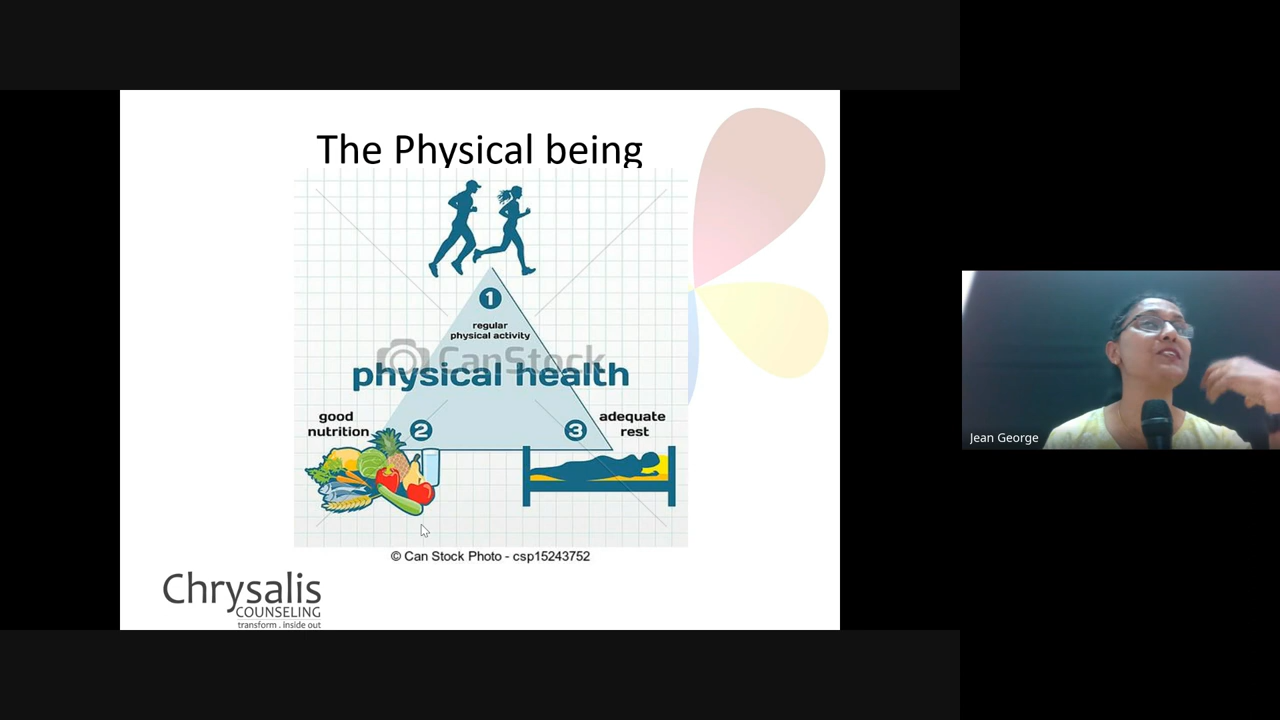 The Physical being
1
regular
physical activity
CanStock
physical health
good
nutrition
2
3
adequate
rest
© Can Stock Photo - csp15243752
Chrysalis
COUNSELING
transform . inside out
Jean George